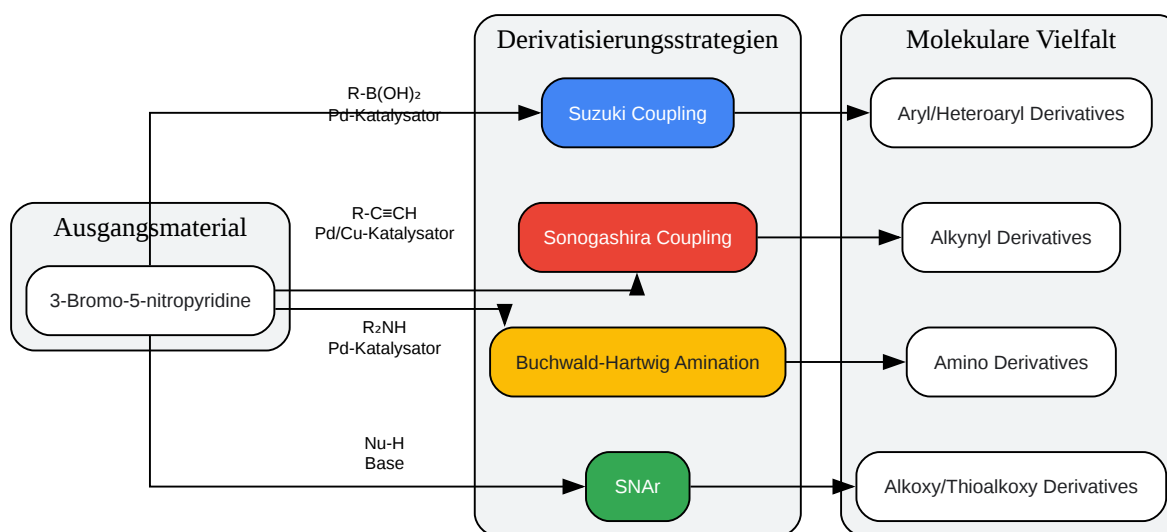 Derivatisierungsstrategien
Molekulare Vielfalt
R-B(OH)₂
Pd-Katalysator
Suzuki Coupling
Aryl/Heteroaryl Derivatives
Ausgangsmaterial
3-Bromo-5-nitropyridine
R-C≡CH
Pd/Cu-Katalysator
Sonogashira Coupling
Alkynyl Derivatives
R₂NH
Pd-Katalysator
Buchwald-Hartwig Amination
Amino Derivatives
Nu-H
Base
SNAr
Alkoxy/Thioalkoxy Derivatives